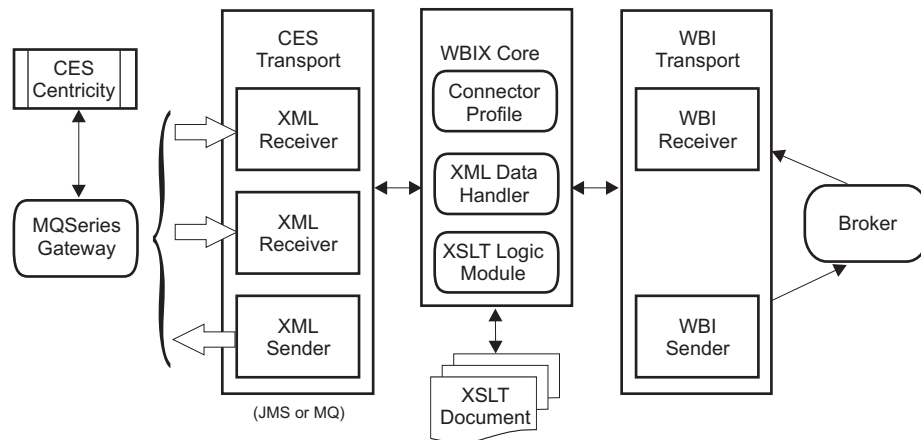 CES
Centricity
MQSeries
Gateway
CES
Transport
XML
Receiver
XML
Receiver
XML
Sender
(JMS or MQ)
WBIX Core
Connector
Profile
XML Data
Handler
XSLT Logic
Module
XSLT
Document
WBI
Transport
WBI
Receiver
WBI
Sender
Broker